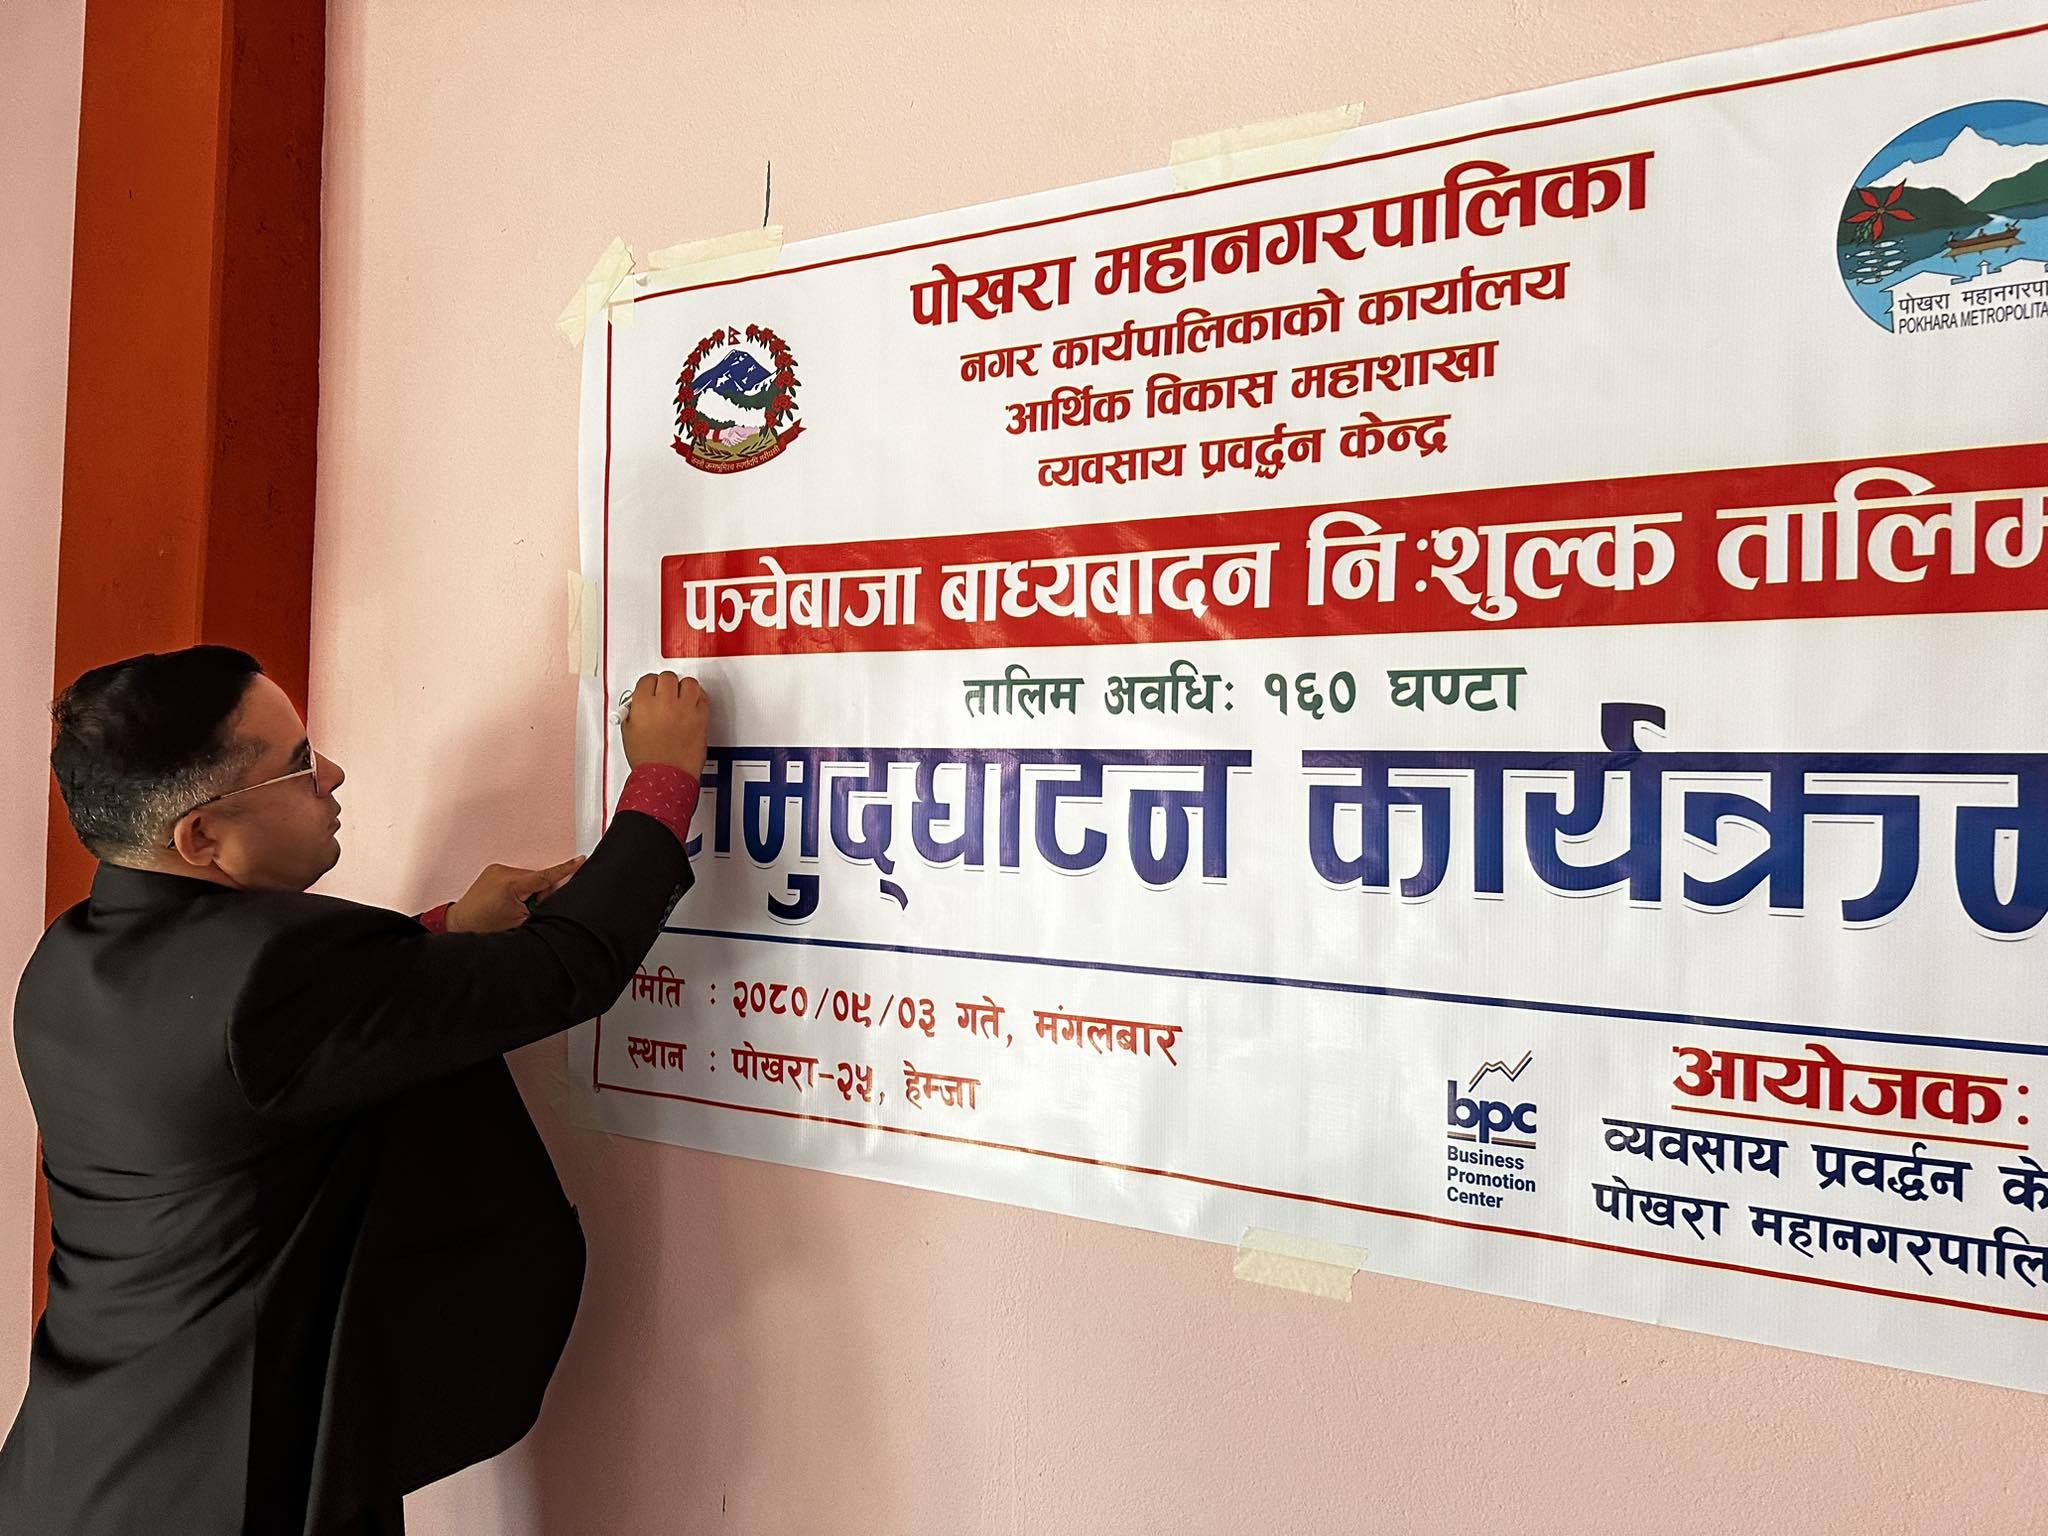 पोखरा महानगरपालिका
नगर कार्यपालिकाको कार्यालय
आर्थिक विकास महाशाखा
व्यवसाय प्रवर्द्धन केन्द्र
पोखरा महानगरपा
POKHARA METROPOLITA
पञ्चेबाजा बाध्यबादन नि:शुल्क तालिम
तालिम अवधि: १६० घण्टा
समुद्घाटन कार्यक्रम
मिति : २०८०/०९/०३ गते, मंगलबार
स्थान : पोखरा-२५, हेम्जा
bpc
Business
Promotion
Center
आयोजक:
व्यवसाय प्रवर्द्धन के
पोखरा महानगरपालि